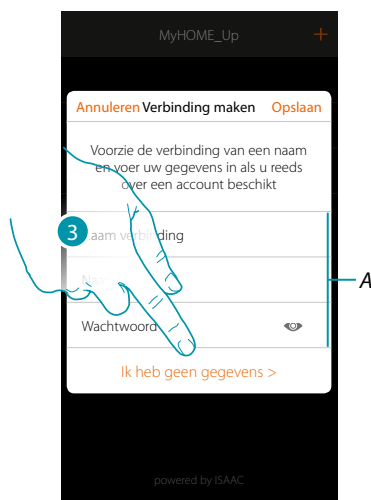 MyHOME_Up +
Annuleren Verbinding maken Opslaan
Voorzie de verbinding van een naam
en voer uw gegevens in als u reeds
over een account beschikt
3
verbinding
A
Wachtwoord
Ik heb geen gegevens >
powered by ISAAC